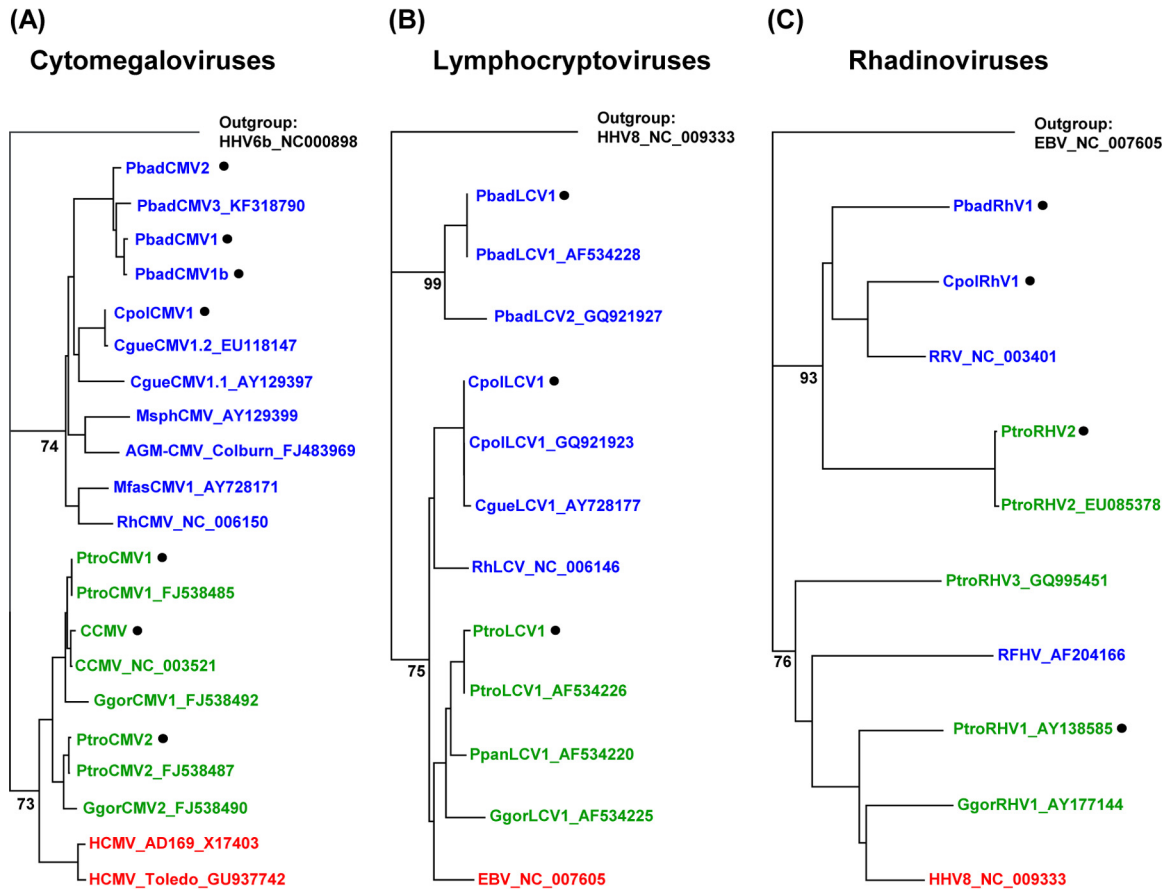 (A)
Cytomegaloviruses
Outgroup:
HHV6b_NC000898
PbadCMV2
PbadCMV3_KF318790
PbadCMV1
PbadCMV1b
CpolCMV1
CgueCMV1.2_EU118147
CgueCMV1.1_AY129397
MsphCMV_AY129399
AGM-CMV_Colburn_FJ483969
MfasCMV1_AY728171
RhCMV_NC_006150
74
PtroCMV1
PtroCMV1_FJ538485
CCMV
CCMV_NC_003521
GgorCMV1_FJ538492
PtroCMV2
PtroCMV2_FJ538487
GgorCMV2_FJ538490
73
HCMV_AD169_X17403
HCMV_Toledo_GU937742
(B)
Lymphocryptoviruses
Outgroup:
HHV8_NC_009333
PbadLCV1
PbadLCV1_AF534228
99
PbadLCV2_GQ921927
CpolLCV1
CpolLCV1_GQ921923
CgueLCV1_AY728177
RhLCV_NC_006146
PtroLCV1
75
PtroLCV1_AF534226
PpanLCV1_AF534220
GgorLCV1_AF534225
EBV_NC_007605
(C)
Rhadinoviruses
Outgroup:
EBV_NC_007605
PbadRhV1
CpolRhV1
RRV_NC_003401
93
PtroRHV2
PtroRHV2_EU085378
PtroRHV3_GQ995451
RFHV_AF204166
76
PtroRHV1_AY138585
GgorRHV1_AY177144
HHV8_NC_009333